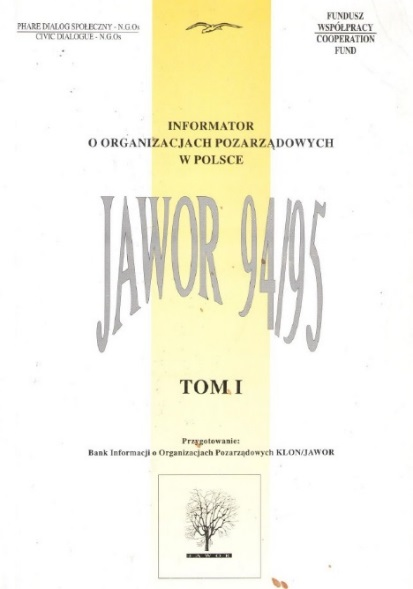 PHARE DIALOG SPOŁECZNY - N.G.Os
CIVIC DIALOGUE - N.G.Os
FUNDUSZ
WSPÓŁPRACY
COOPERATION
FUND
INFORMATOR
O ORGANIZACJACH POZARZĄDOWYCH
W POLSCE
JAWOR 94/95
TOM I
Przygotowanie:
Bank Informacji o Organizacjach Pozarządowych KLON/JAWOR
JAWOR